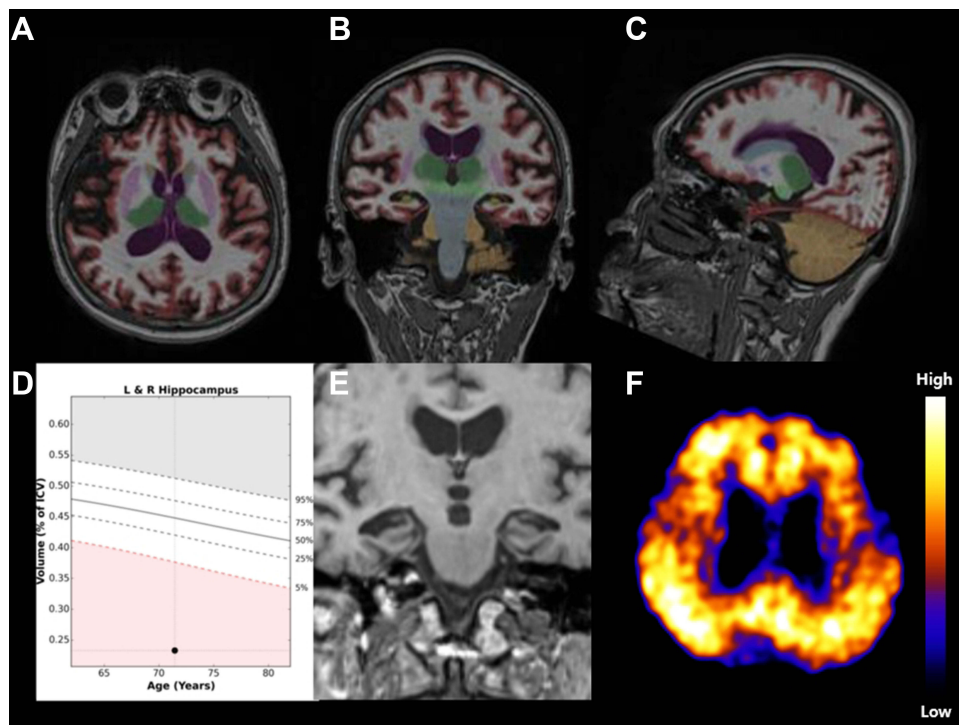 A
B
C
D
L & R Hippocampus
Volume (% of ICV)
0.60
0.55
0.50
0.45
0.40
0.35
0.30
0.25
95%
75%
50%
25%
5%
65
70
75
80
Age (Years)
E
F
High
Low